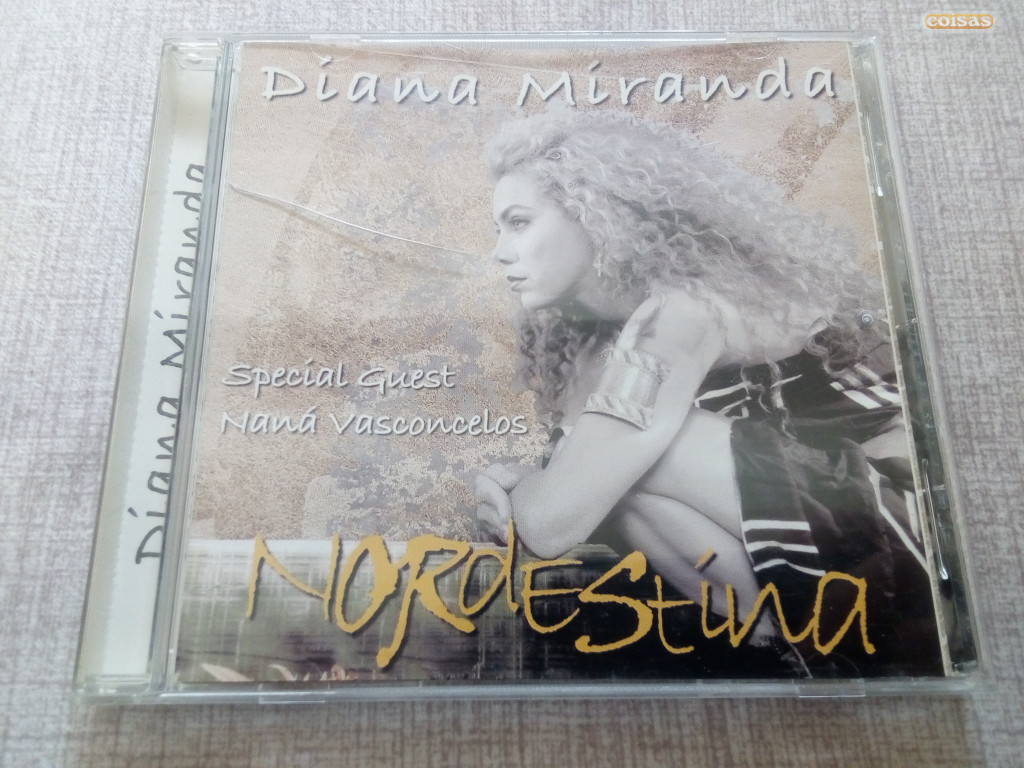 coisas
Diana Miranda
Diana Miranda
Special Guest
Naná Vasconcelos
NORdEStina